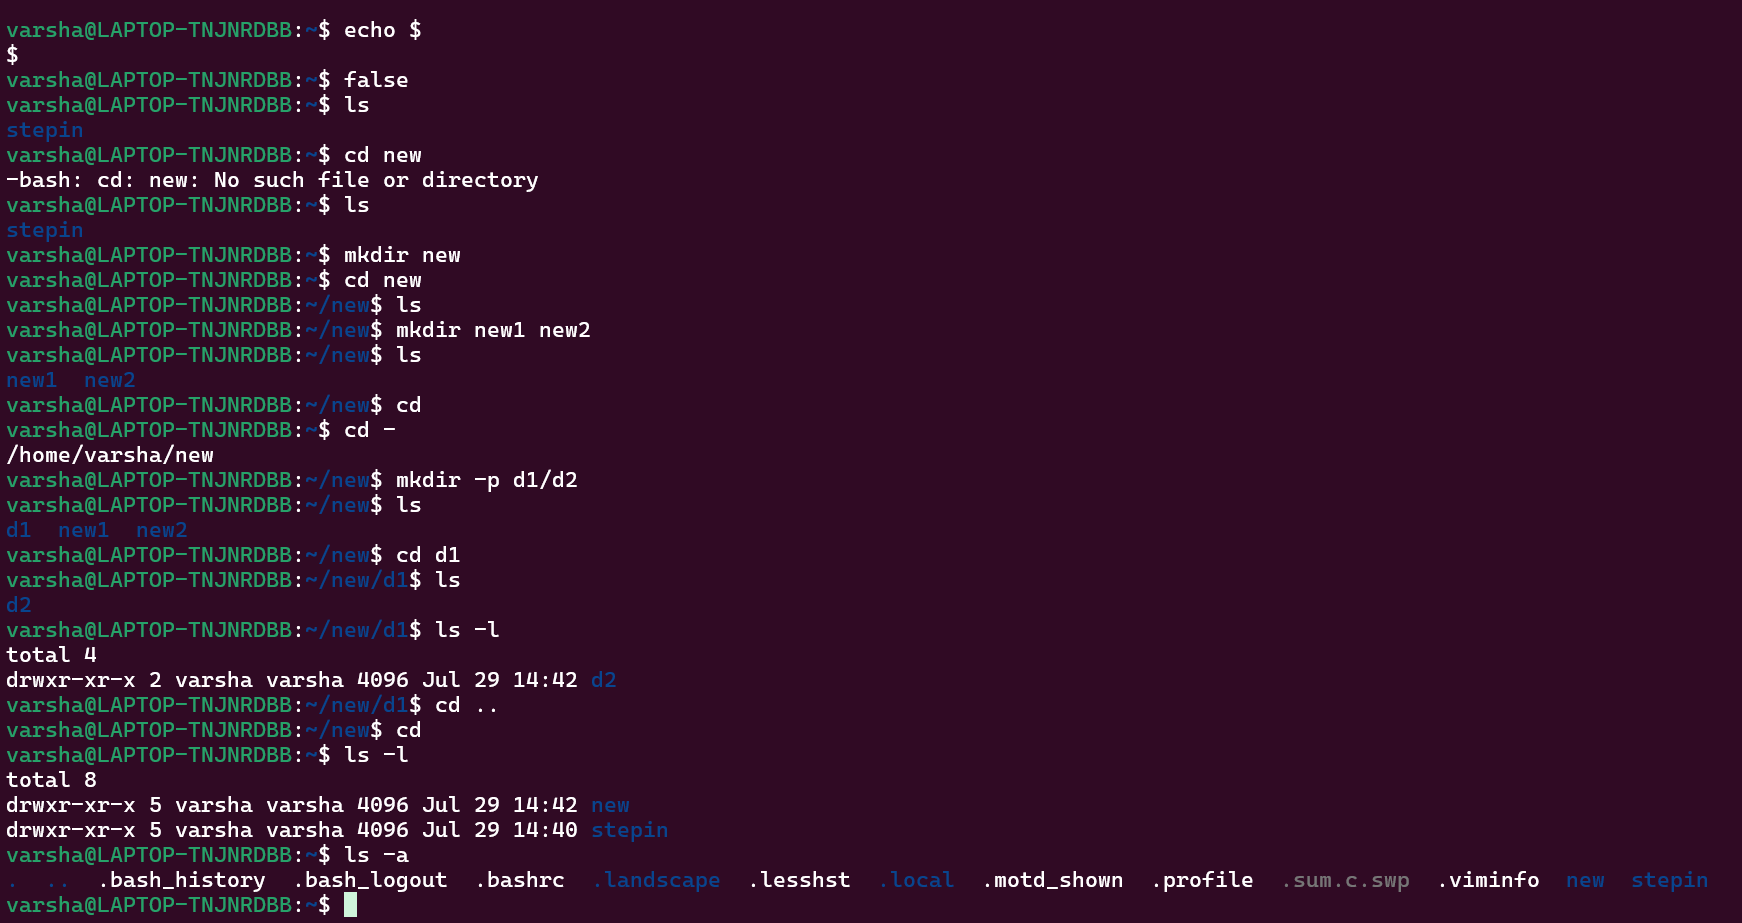 varsha@LAPTOP-TNJNRDBB:~$ echo $
$
varsha@LAPTOP-TNJNRDBB:~$ false
varsha@LAPTOP-TNJNRDBB:~$ ls
stepin
varsha@LAPTOP-TNJNRDBB:~$ cd new
-bash: cd: new: No such file or directory
varsha@LAPTOP-TNJNRDBB:~$ ls
stepin
varsha@LAPTOP-TNJNRDBB:~$ mkdir new
varsha@LAPTOP-TNJNRDBB:~$ cd new
varsha@LAPTOP-TNJNRDBB:~/new$ ls
varsha@LAPTOP-TNJNRDBB:~/new$ mkdir new1 new2
varsha@LAPTOP-TNJNRDBB:~/new$ ls
new1  new2
varsha@LAPTOP-TNJNRDBB:~/new$ cd
varsha@LAPTOP-TNJNRDBB:~$ cd -
/home/varsha/new
varsha@LAPTOP-TNJNRDBB:~/new$ mkdir -p d1/d2
varsha@LAPTOP-TNJNRDBB:~/new$ ls
d1  new1  new2
varsha@LAPTOP-TNJNRDBB:~/new$ cd d1
varsha@LAPTOP-TNJNRDBB:~/new/d1$ ls
d2
varsha@LAPTOP-TNJNRDBB:~/new/d1$ ls -l
total 4
drwxr-xr-x 2 varsha varsha 4096 Jul 29 14:42 d2
varsha@LAPTOP-TNJNRDBB:~/new/d1$ cd ..
varsha@LAPTOP-TNJNRDBB:~/new$ cd
varsha@LAPTOP-TNJNRDBB:~$ ls -l
total 8
drwxr-xr-x 5 varsha varsha 4096 Jul 29 14:42 new
drwxr-xr-x 5 varsha varsha 4096 Jul 29 14:40 stepin
varsha@LAPTOP-TNJNRDBB:~$ ls -a
.  ..  .bash_history  .bash_logout  .bashrc  .landscape  .lesshst  .local  .motd_shown  .profile  .sum.c.swp  .viminfo  new  stepin
varsha@LAPTOP-TNJNRDBB:~$